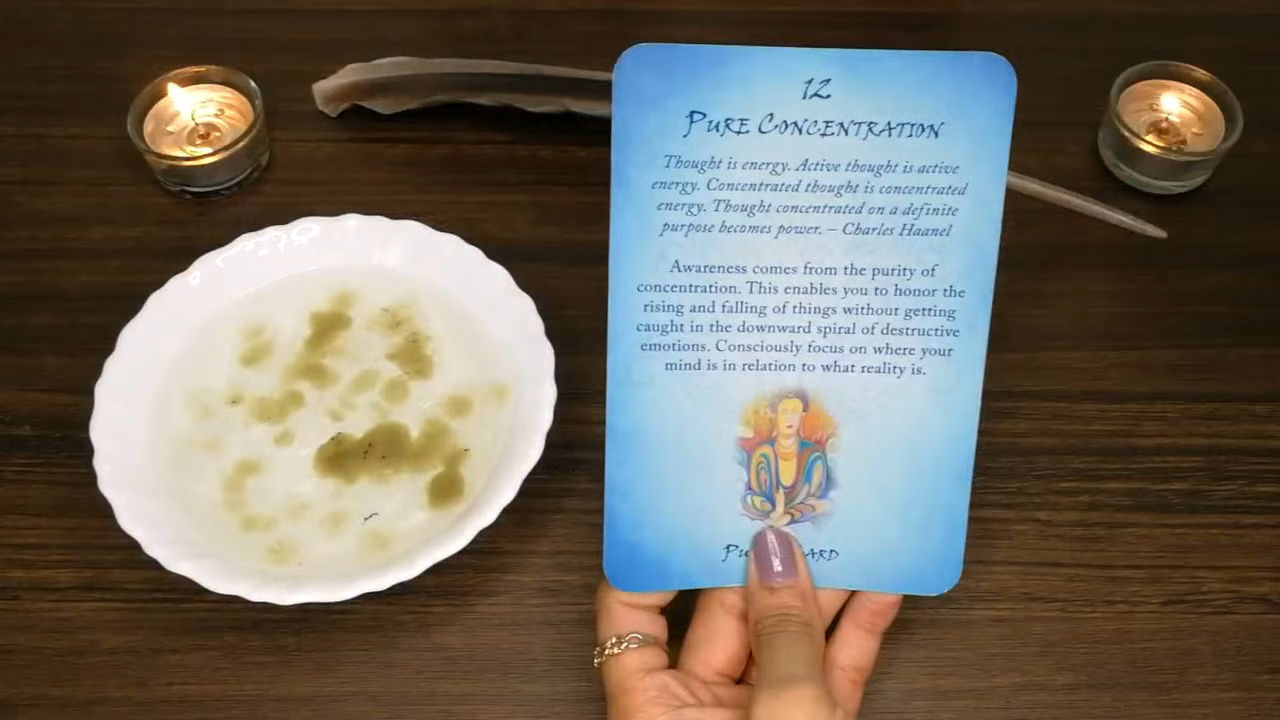 12
Pure Concentration
Thought is energy. Active thought is active
energy. Concentrated thought is concentrated
energy. Thought concentrated on a definite
purpose becomes power. – Charles Haanel
Awareness comes from the purity of
concentration. This enables you to honor the
rising and falling of things without getting
caught in the downward spiral of destructive
emotions. Consciously focus on where your
mind is in relation to what reality is.